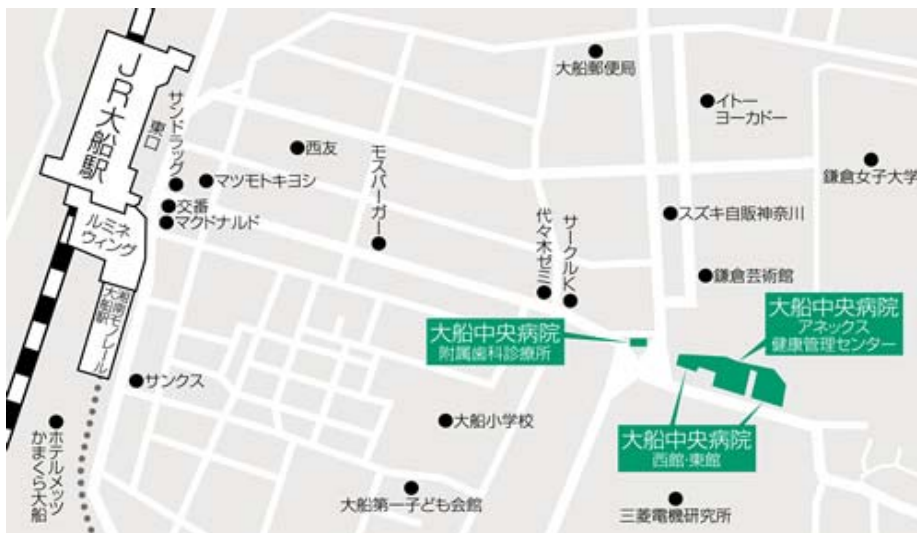 JR大船駅
東口
サンドラッグ
ルミネ
ウィング
湘南モノレール
大船駅
交番
マクドナルド
マツモトキヨシ
西友
モスバーガー
大船郵便局
イトー
ヨーカドー
鎌倉女子大学
スズキ自販神奈川
代々木ゼミ
サークルK
鎌倉芸術館
大船中央病院
附属歯科診療所
大船中央病院
アネックス
健康管理センター
大船中央病院
西館・東館
サンクス
大船小学校
ホテルメッツ
かまくら大船
大船第一子ども会館
三菱電機研究所